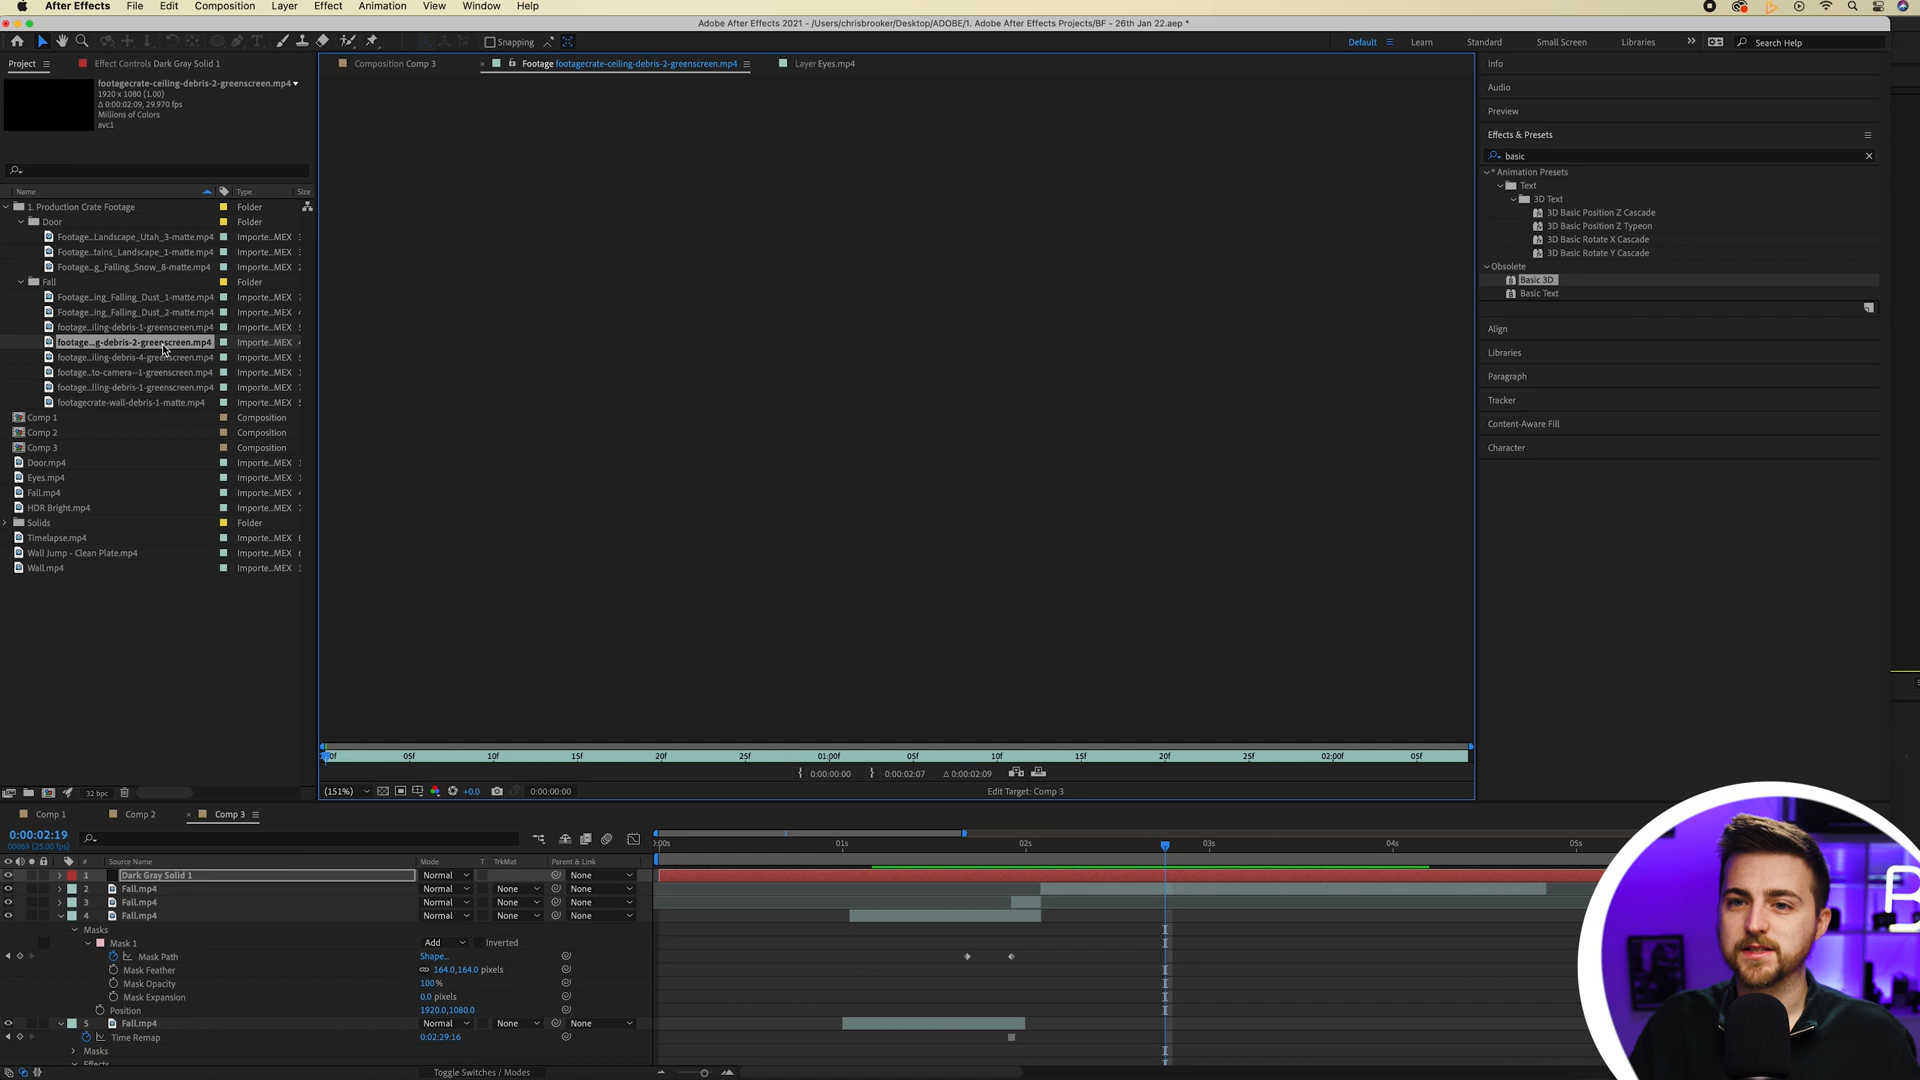 After Effects File Edit Composition Layer Effect Animation View Window Help
Adobe After Effects 2021 - /Users/chrisbrooker/Desktop/ADOBE/1. Adobe After Effects Projects/BF - 26th Jan 22.aep *
Snapping Default Learn Standard Small Screen Libraries Search Help
Project Effect Controls Dark Gray Solid 1 Composition Comp 3 Footage footagecrate-ceiling-debris-2-greenscreen.mp4 Layer Eyes.mp4
footagecrate-ceiling-debris-2-greenscreen.mp4
1920 x 1080 (1.00)
Δ 0:00:02:09, 29.970 fps
Millions of Colors
avc1
Name Type Size
1. Production Crate Footage Folder
Door Folder
Footage...Landscape_Utah_3-matte.mp4 Importe...MEX
Footage...tains_Landscape_1-matte.mp4 Importe...MEX
Footage...g_Falling_Snow_8-matte.mp4 Importe...MEX
Fall Folder
Footage...ing_Falling_Dust_1-matte.mp4 Importe...MEX
Footage...ing_Falling_Dust_2-matte.mp4 Importe...MEX
footage...iling-debris-1-greenscreen.mp4 Importe...MEX
footage...g-debris-2-greenscreen.mp4 Importe...MEX
footage...iling-debris-4-greenscreen.mp4 Importe...MEX
footage...to-camera--1-greenscreen.mp4 Importe...MEX
footage...lling-debris-1-greenscreen.mp4 Importe...MEX
footagecrate-wall-debris-1-matte.mp4 Importe...MEX
Comp 1 Composition
Comp 2 Composition
Comp 3 Composition
Door.mp4 Importe...MEX
Eyes.mp4 Importe...MEX
Fall.mp4 Importe...MEX
HDR Bright.mp4 Importe...MEX
Solids Folder
Timelapse.mp4 Importe...MEX
Wall Jump - Clean Plate.mp4 Importe...MEX
Wall.mp4 Importe...MEX
32 bpc
Info
Audio
Preview
Effects & Presets
basic
* Animation Presets
Text
3D Text
3D Basic Position Z Cascade
3D Basic Position Z Typeon
3D Basic Rotate X Cascade
3D Basic Rotate Y Cascade
Obsolete
Basic 3D
Basic Text
Align
Libraries
Paragraph
Tracker
Content-Aware Fill
Character
05f 10f 15f 20f 25f 01:00f 05f 10f 15f 20f 25f 02:00f 05f
0:00:00:00 0:00:02:07 Δ 0:00:02:09
(151%) +0.0 0:00:00:00 Edit Target: Comp 3
Comp 1 Comp 2 Comp 3
0:00:02:19
00069 (25.00 fps)
01s 02s 03s 04s 05s
# Source Name Mode T TrkMat Parent & Link
1 Dark Gray Solid 1 Normal None
2 Fall.mp4 Normal None None
3 Fall.mp4 Normal None None
4 Fall.mp4 Normal None None
Masks
Mask 1 Add Inverted
Mask Path Shape...
Mask Feather 164.0,164.0 pixels
Mask Opacity 100%
Mask Expansion 0.0 pixels
Position 1920.0,1080.0
5 Fall.mp4 Normal None None
Time Remap 0:02:29:16
Masks
Effects
Toggle Switches / Modes